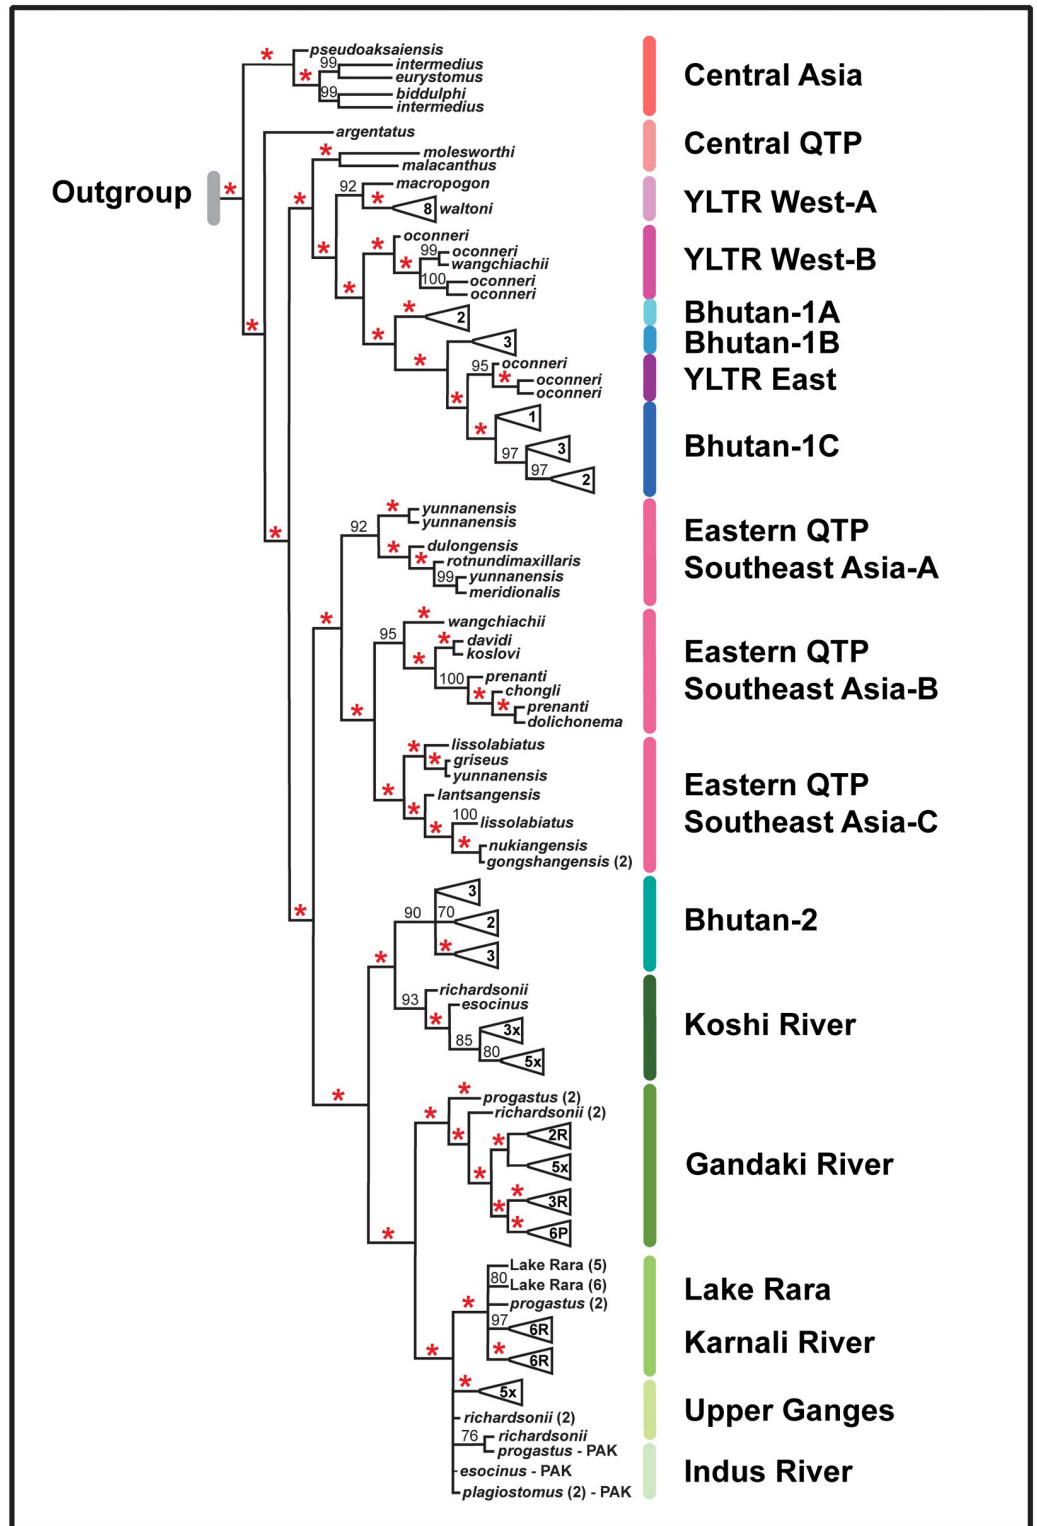 pseudoaksaiensis
99 intermedius
eurystomus
99 biddulphi
intermedius
Central Asia
argentatus
Central QTP
* molesworthi
malacanthus
Outgroup
92 macropogon
8 waltoni
YLTR West-A
oconneri
99 oconneri
wangchiachii
100 oconneri
oconneri
YLTR West-B
2
Bhutan-1A
3
Bhutan-1B
95 oconneri
oconneri
oconneri
YLTR East
1
97 3
97 2
Bhutan-1C
yunnanensis
yunnanensis
92
dulongensis
rotnundimaxillaris
99 yunnanensis
meridionalis
Eastern QTP
Southeast Asia-A
wangchiachii
95 davidi
koslovi
100 prenanti
chongli
prenanti
dolichonema
Eastern QTP
Southeast Asia-B
lissolabiatus
griseus
yunnanensis
lantsangensis
100 lissolabiatus
nukiangensis
gongshangensis (2)
Eastern QTP
Southeast Asia-C
3
90 70 2
3
Bhutan-2
richardsonii
93 esocinus
3x
85 80 5x
Koshi River
progastus (2)
richardsonii (2)
2R
5x
3R
6P
Gandaki River
Lake Rara (5)
80 Lake Rara (6)
progastus (2)
97 6R
6R
Lake Rara
Karnali River
5x
richardsonii (2)
Upper Ganges
76 richardsonii
progastus - PAK
esocinus - PAK
plagiostomus (2) - PAK
Indus River